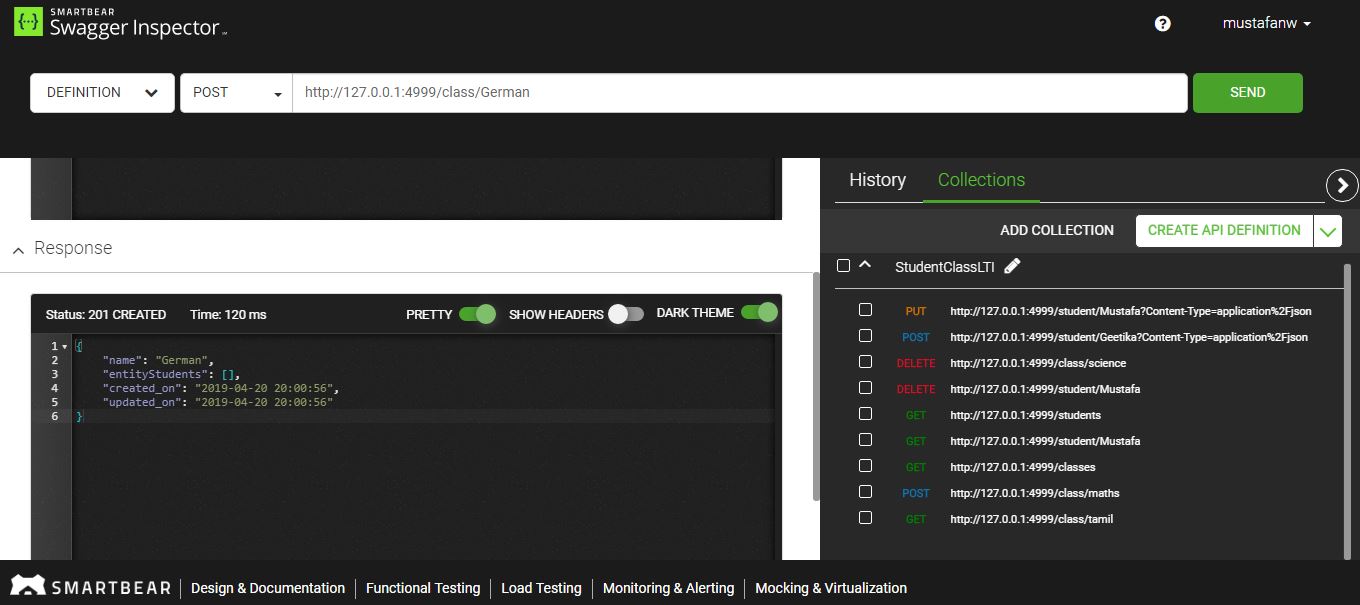 SMARTBEAR
Swagger Inspector
mustafanw
DEFINITION
POST
http://127.0.0.1:4999/class/German
SEND
Response
Status: 201 CREATED Time: 120 ms PRETTY SHOW HEADERS DARK THEME
1 {
2 "name": "German",
3 "entityStudents": [],
4 "created_on": "2019-04-20 20:00:56",
5 "updated_on": "2019-04-20 20:00:56"
6 }
History Collections
ADD COLLECTION CREATE API DEFINITION
StudentClassLTI
PUT http://127.0.0.1:4999/student/Mustafa?Content-Type=application%2Fjson
POST http://127.0.0.1:4999/student/Geetika?Content-Type=application%2Fjson
DELETE http://127.0.0.1:4999/class/science
DELETE http://127.0.0.1:4999/student/Mustafa
GET http://127.0.0.1:4999/students
GET http://127.0.0.1:4999/student/Mustafa
GET http://127.0.0.1:4999/classes
POST http://127.0.0.1:4999/class/maths
GET http://127.0.0.1:4999/class/tamil
SMARTBEAR Design & Documentation Functional Testing Load Testing Monitoring & Alerting Mocking & Virtualization